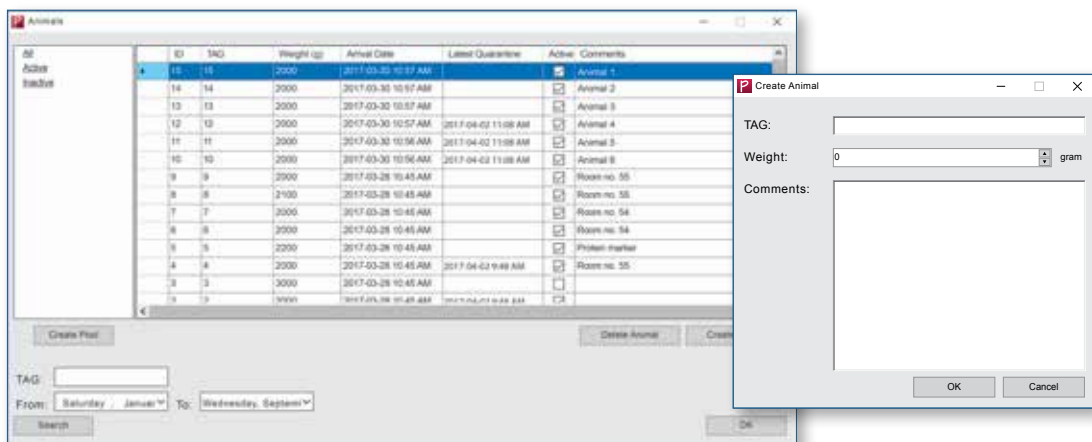 Animals
All
Active
Inactive
ID TAG Weight (g) Arrival Date Latest Quarantine Active Comments
15 15 2000 2017-03-30 10:57 AM Animal 1
14 14 2000 2017-03-30 10:57 AM Animal 2
13 13 2000 2017-03-30 10:57 AM Animal 3
12 12 2000 2017-03-30 10:57 AM 2017-04-02 11:08 AM Animal 4
11 11 2000 2017-03-30 10:56 AM 2017-04-02 11:08 AM Animal 5
10 10 2000 2017-03-30 10:56 AM 2017-04-02 11:08 AM Animal 6
9 9 2000 2017-03-28 10:45 AM Room no. 55
8 8 2100 2017-03-28 10:45 AM Room no. 55
7 7 2000 2017-03-28 10:45 AM Room no. 54
6 6 2000 2017-03-28 10:45 AM Room no. 54
5 5 2200 2017-03-28 10:45 AM Protein marker
4 4 2000 2017-03-28 10:45 AM 2017-04-02 9:49 AM Room no. 55
3 3 3000 2017-03-28 10:45 AM
Delete Animal
TAG:
From: Saturday , Januar To: Wednesday, Septem
Search OK
Create Animal
TAG:
Weight: 0 gram
Comments:
OK Cancel